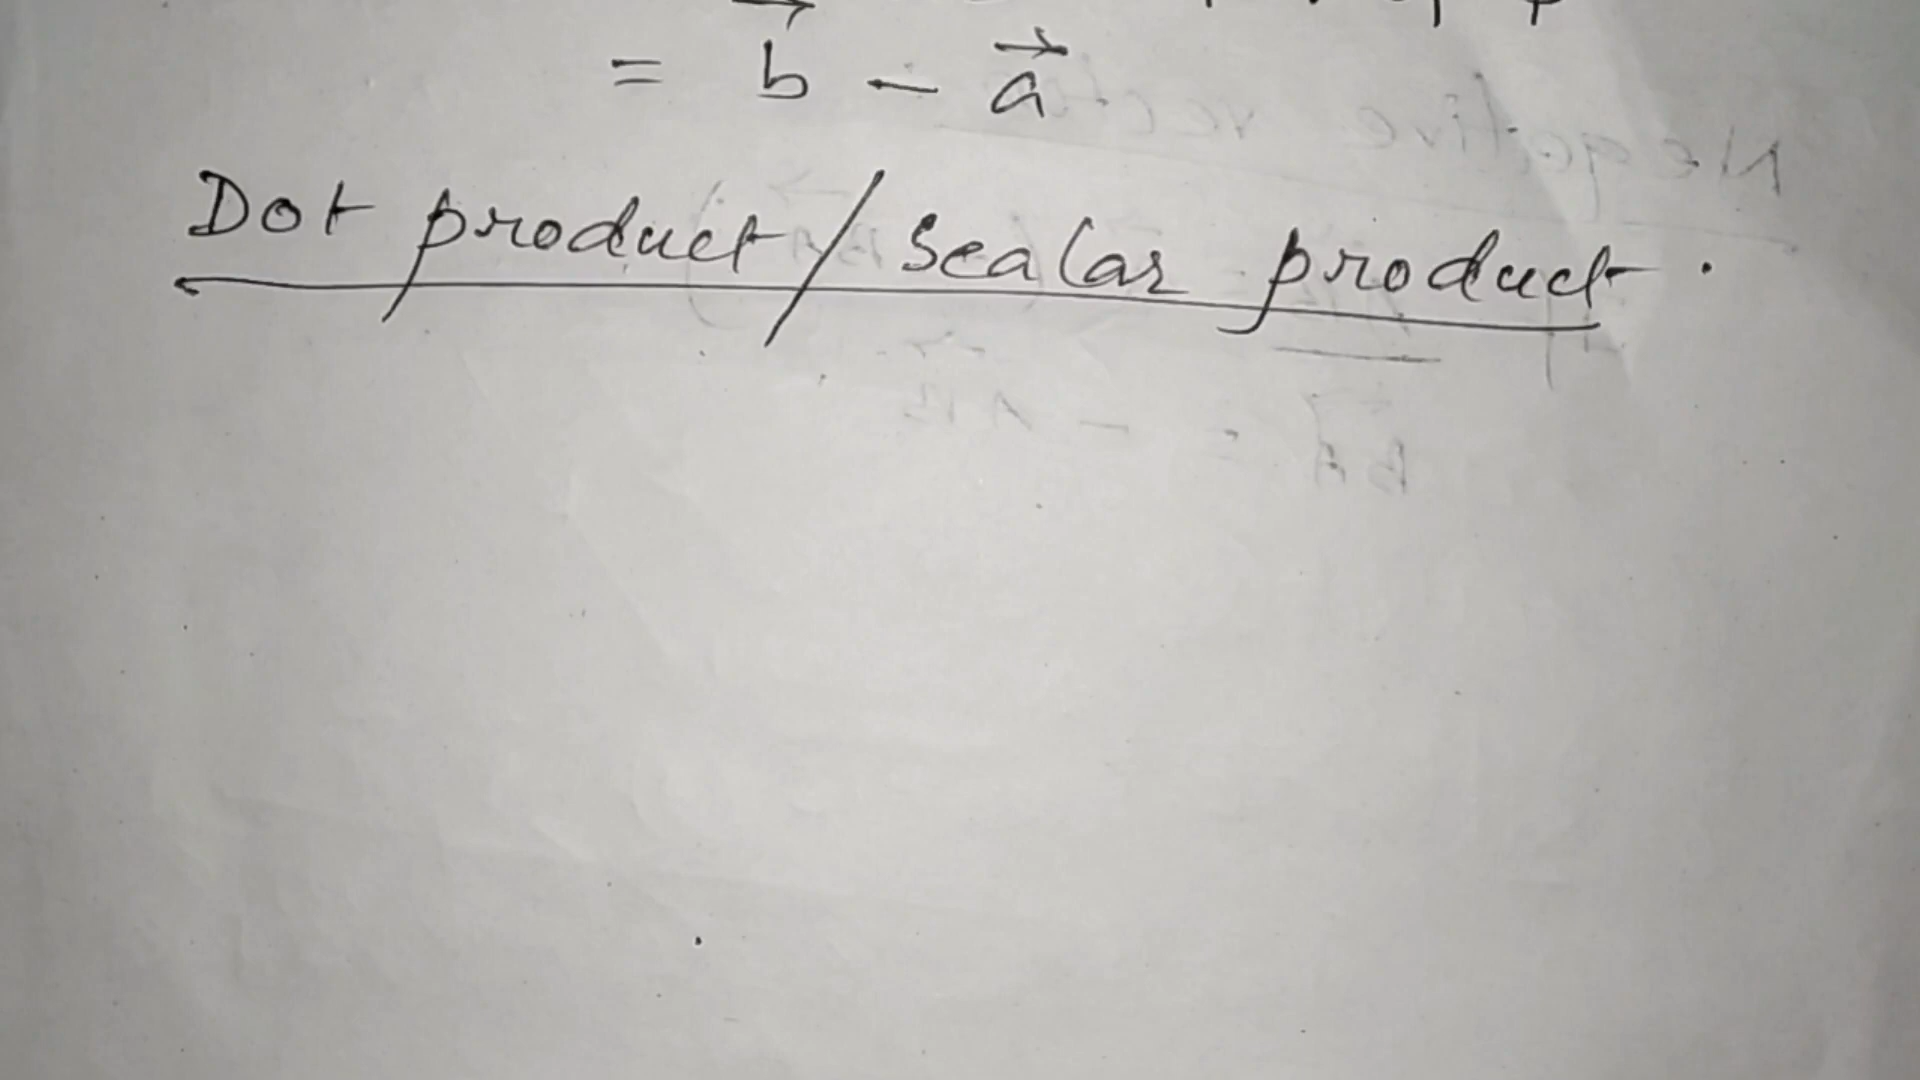 = b⃗ - a⃗
Dot product / Scalar product.